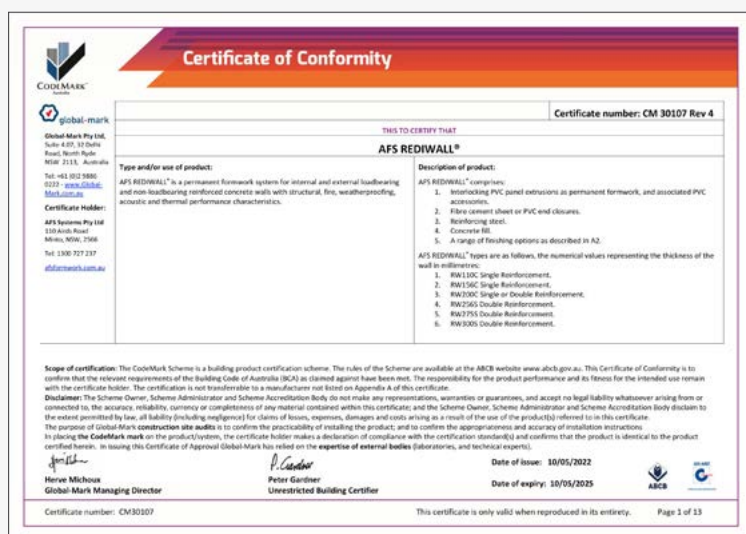 Certificate of Conformity
CODEMARK
Australia
global-mark
Global-Mark Pty Ltd,
Suite 4.07, 32 Delhi
Road, North Ryde
NSW 2113, Australia
Tel: +61 (0)2 9886
0222 - www.Global-
Mark.com.au
Certificate Holder:
AFS Systems Pty Ltd
110 Airds Road
Minto, NSW, 2566
Tel: 1300 727 237
afsformwork.com.au
Certificate number: CM 30107 Rev 4
THIS TO CERTIFY THAT
AFS REDIWALL®
Type and/or use of product:
AFS REDIWALL® is a permanent formwork system for internal and external loadbearing
and non-loadbearing reinforced concrete walls with structural, fire, weatherproofing,
acoustic and thermal performance characteristics.
Description of product:
AFS REDIWALL® comprises:
1. Interlocking PVC panel extrusions as permanent formwork, and associated PVC
accessories.
2. Fibre cement sheet or PVC end closures.
3. Reinforcing steel.
4. Concrete fill.
5. A range of finishing options as described in A2.
AFS REDIWALL® types are as follows, the numerical values representing the thickness of the
wall in millimetres:
1. RW110C Single Reinforcement.
2. RW156C Single Reinforcement.
3. RW200C Single or Double Reinforcement.
4. RW256S Double Reinforcement.
5. RW275S Double Reinforcement.
6. RW300S Double Reinforcement.
Scope of certification: The CodeMark Scheme is a building product certification scheme. The rules of the Scheme are available at the ABCB website www.abcb.gov.au. This Certificate of Conformity is to
confirm that the relevant requirements of the Building Code of Australia (BCA) as claimed against have been met. The responsibility for the product performance and its fitness for the intended use remain
with the certificate holder. The certification is not transferrable to a manufacturer not listed on Appendix A of this
certificate.
Disclaimer: The Scheme Owner, Scheme Administrator and Scheme Accreditation Body do not make any representations, warranties or guarantees, and accept no legal liability whatsoever arising from or
connected to, the accuracy, reliability, currency or completeness of any material contained within this certificate; and the Scheme Owner, Scheme Administrator and Scheme Accreditation Body disclaim to
the extent permitted by law, all liability (including negligence) for claims of losses, expenses, damages and costs arising as a result of the use of the product(s) referred to in this certificate.
The purpose of Global-Mark construction site audits is to confirm the practicability of installing the product; and to confirm the appropriateness and accuracy of installation instructions
In placing the CodeMark mark on the product/system, the certificate holder makes a declaration of compliance with the certification standard(s) and confirms that the product is identical to the product
certified herein. In issuing this Certificate of Approval Global-Mark has relied on the expertise of external bodies (laboratories, and technical experts).
P. Gardner
Herve Michoux
Global-Mark Managing Director
Peter Gardner
Unrestricted Building Certifier
Date of issue: 10/05/2022
Date of expiry: 10/05/2025
ABCB
Certificate number: CM30107
This certificate is only valid when reproduced in its entirety.
Page 1 of 13